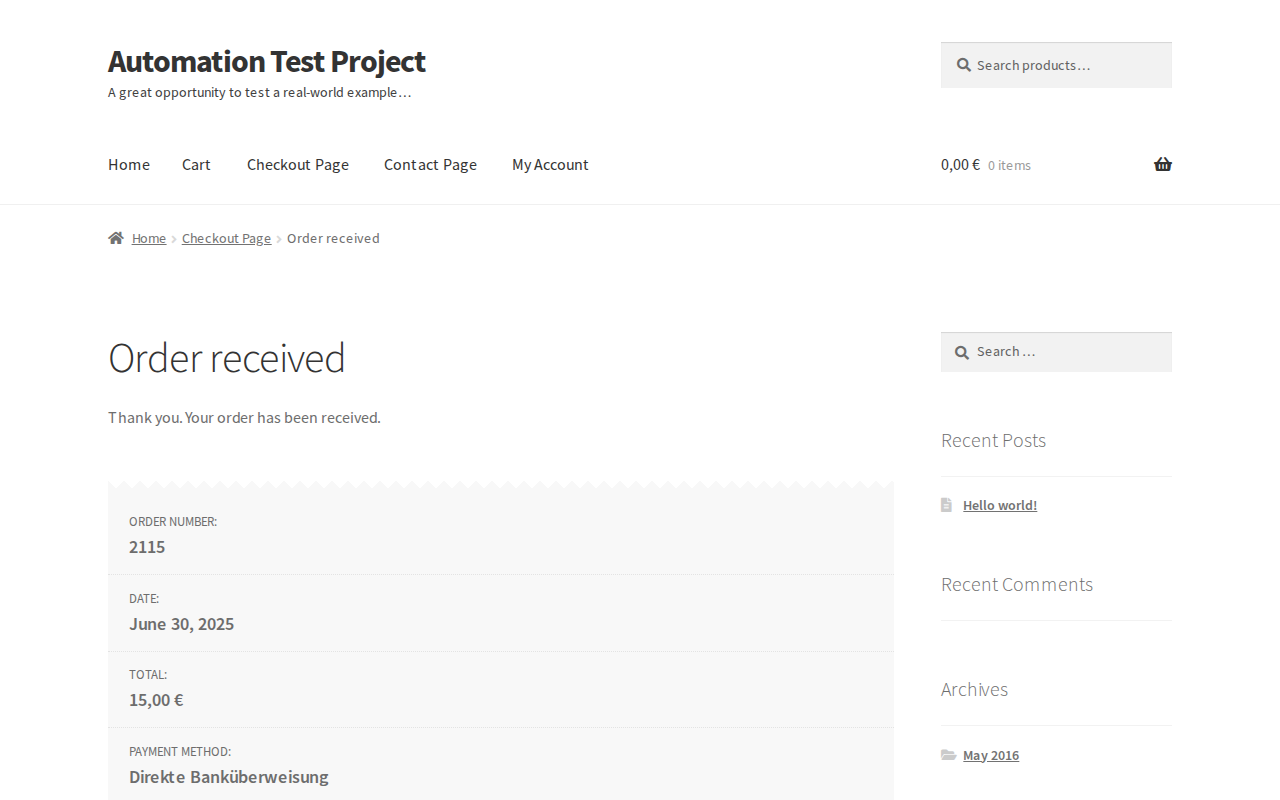 Automation Test Project
A great opportunity to test a real-world example…
Search products…
Home Cart Checkout Page Contact Page My Account
0,00 € 0 items
Home Checkout Page Order received
Order received
Thank you. Your order has been received.
ORDER NUMBER:
2115
DATE:
June 30, 2025
TOTAL:
15,00 €
PAYMENT METHOD:
Direkte Banküberweisung
Search …
Recent Posts
Hello world!
Recent Comments
Archives
May 2016